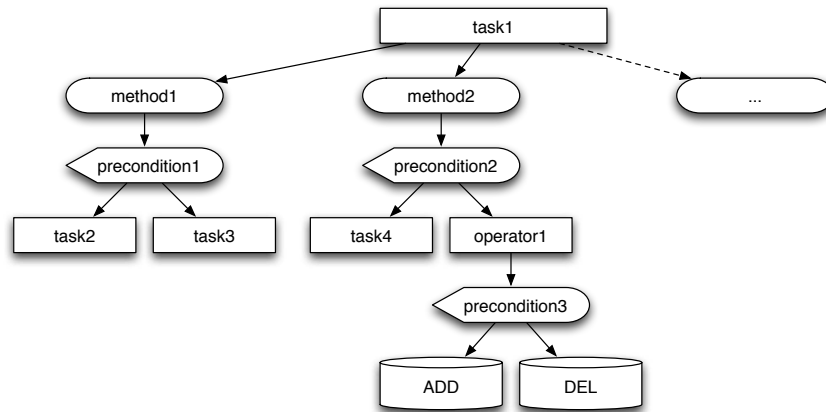 task1
method1
method2
...
precondition1
precondition2
task2
task3
task4
operator1
precondition3
ADD
DEL